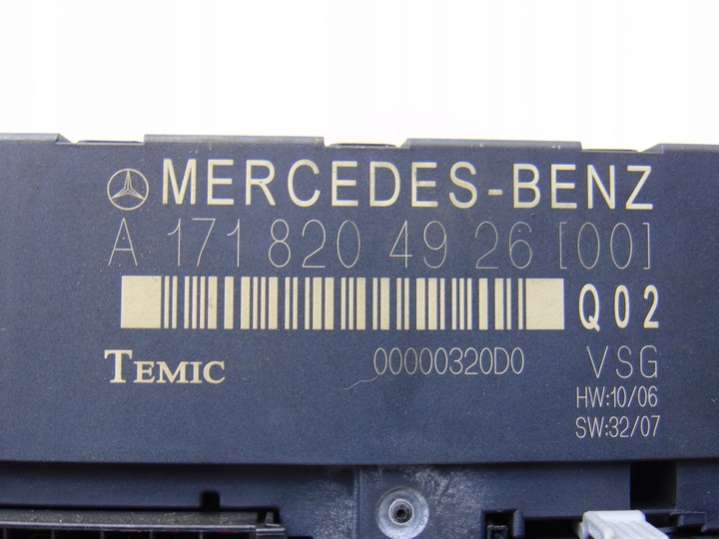 MERCEDES-BENZ
A 171 820 49 26 [00]
Q02
TEMIC 00000320D0 VSG
HW:10/06
SW:32/07